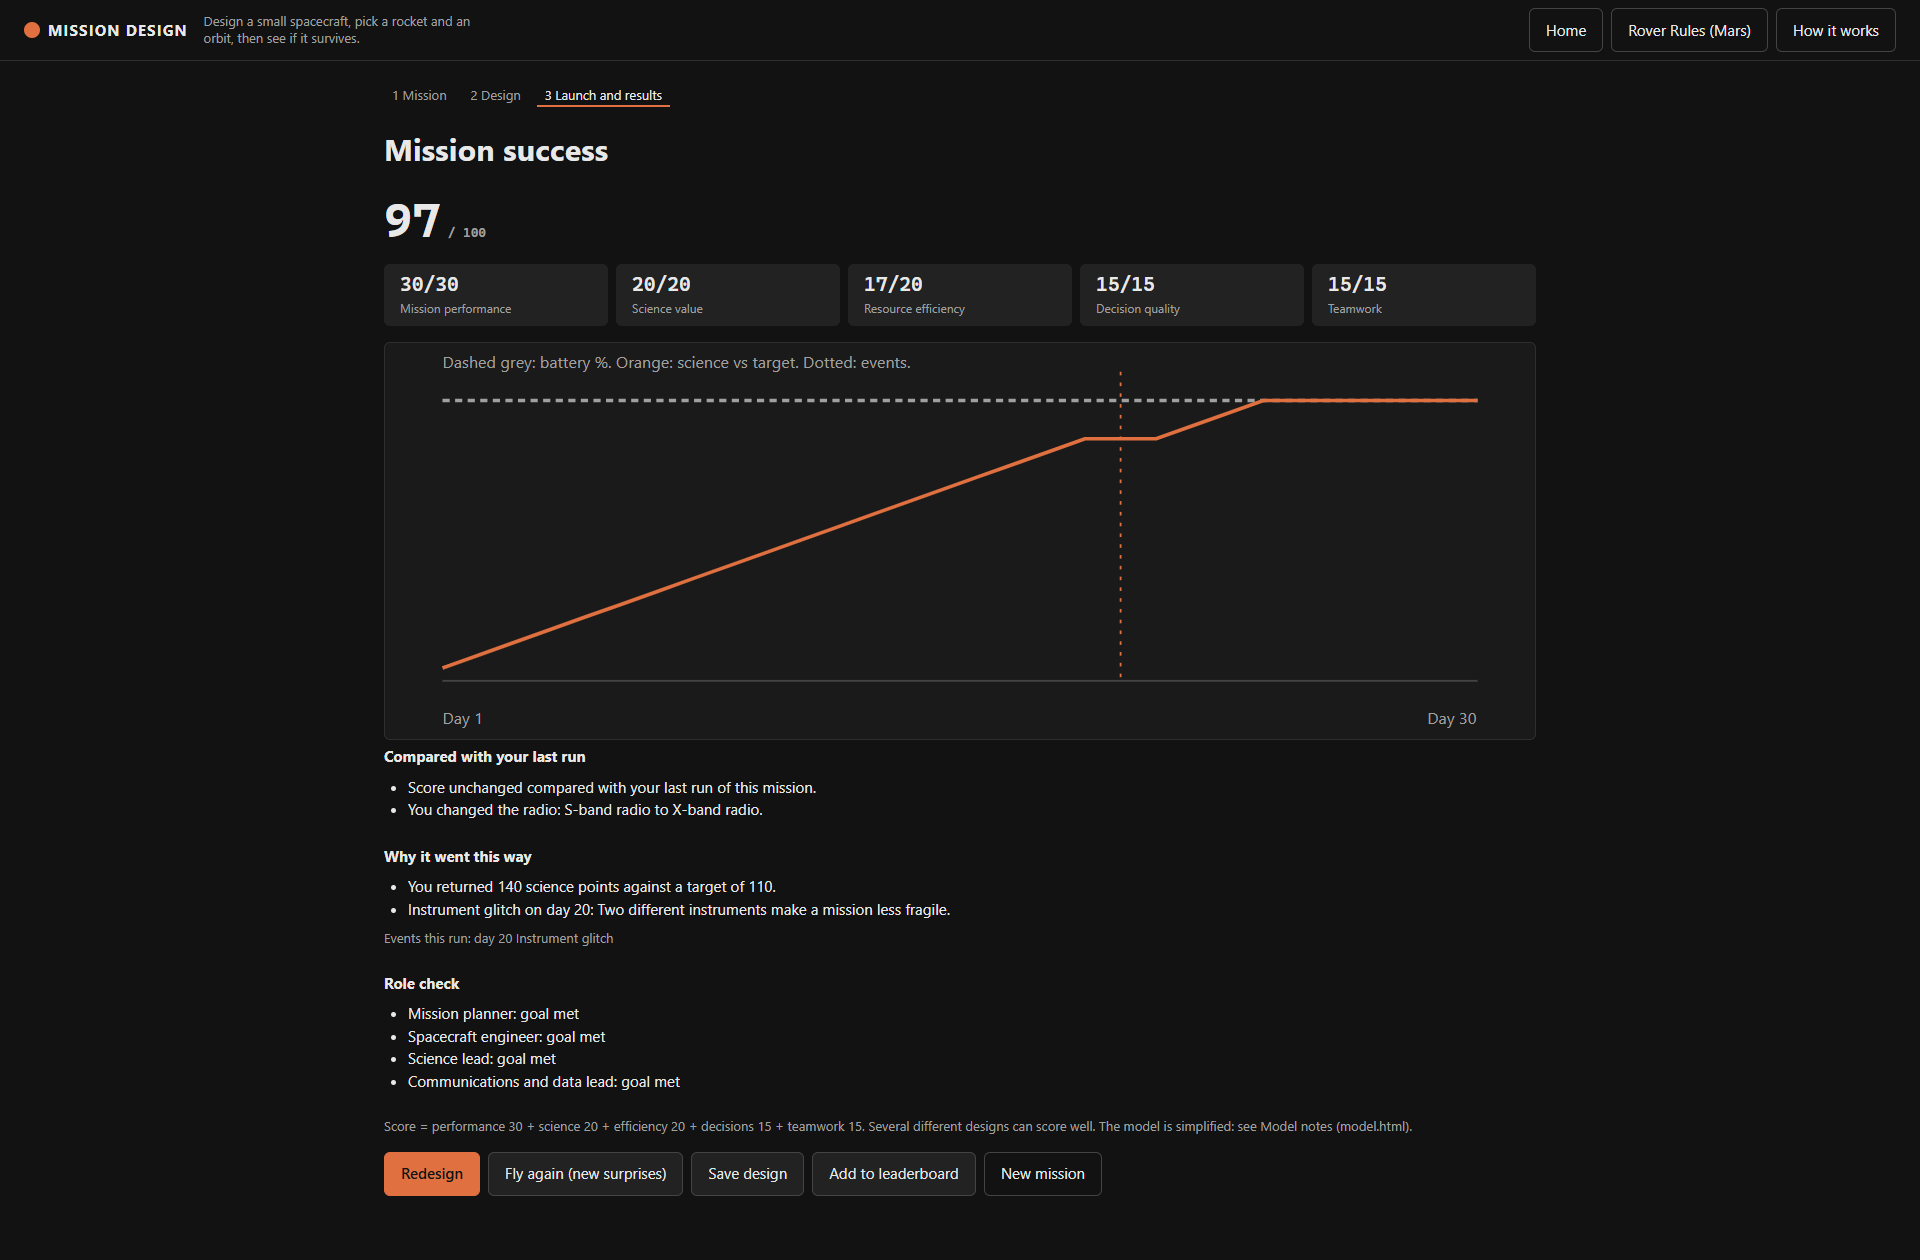 MISSION DESIGN
Design a small spacecraft, pick a rocket and an
orbit, then see if it survives.
Home
Rover Rules (Mars)
How it works
1 Mission
2 Design
3 Launch and results
Mission success
97 / 100
30/30
Mission performance
20/20
Science value
17/20
Resource efficiency
15/15
Decision quality
15/15
Teamwork
Dashed grey: battery %. Orange: science vs target. Dotted: events.
Day 1
Day 30
Compared with your last run
Score unchanged compared with your last run of this mission.
You changed the radio: S-band radio to X-band radio.
Why it went this way
You returned 140 science points against a target of 110.
Instrument glitch on day 20: Two different instruments make a mission less fragile.
Events this run: day 20 Instrument glitch
Role check
Mission planner: goal met
Spacecraft engineer: goal met
Science lead: goal met
Communications and data lead: goal met
Score = performance 30 + science 20 + efficiency 20 + decisions 15 + teamwork 15. Several different designs can score well. The model is simplified: see Model notes (model.html).
Redesign
Fly again (new surprises)
Save design
Add to leaderboard
New mission